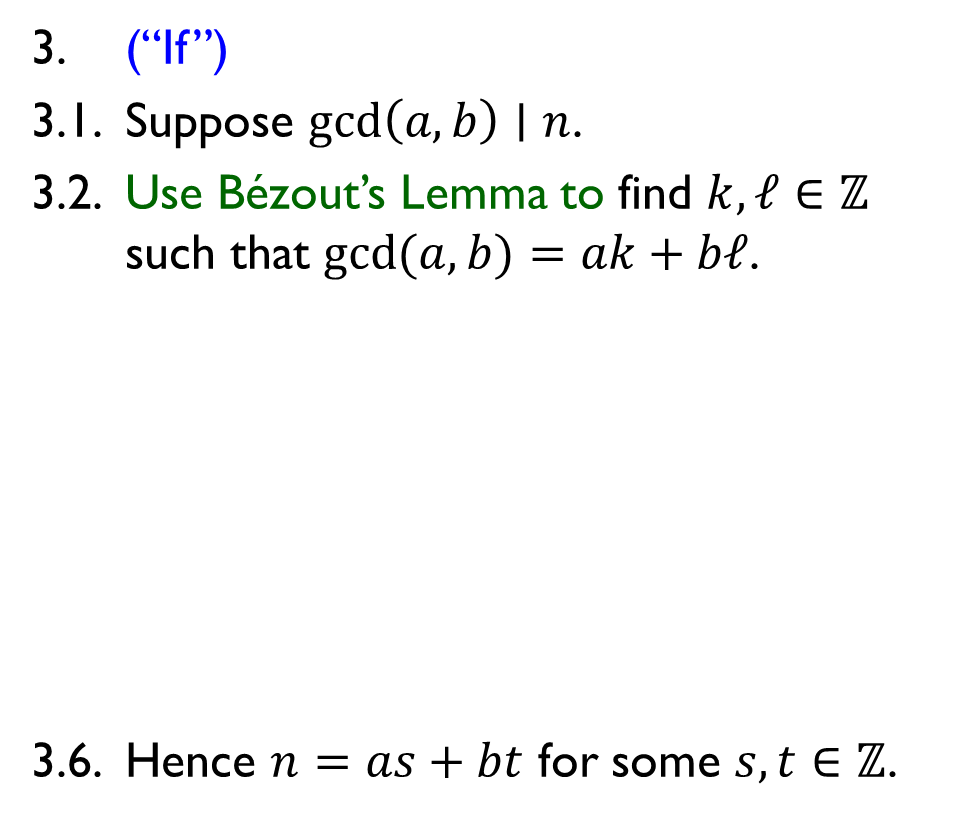 3. (“If”)
3.1. Suppose gcd(𝑎, 𝑏) ∣ 𝑛.
3.2. Use Bézout’s Lemma to find 𝑘, ℓ ∈ ℤ
such that gcd(𝑎, 𝑏) = 𝑎𝑘 + 𝑏ℓ.
3.6. Hence 𝑛 = 𝑎𝑠 + 𝑏𝑡 for some 𝑠, 𝑡 ∈ ℤ.